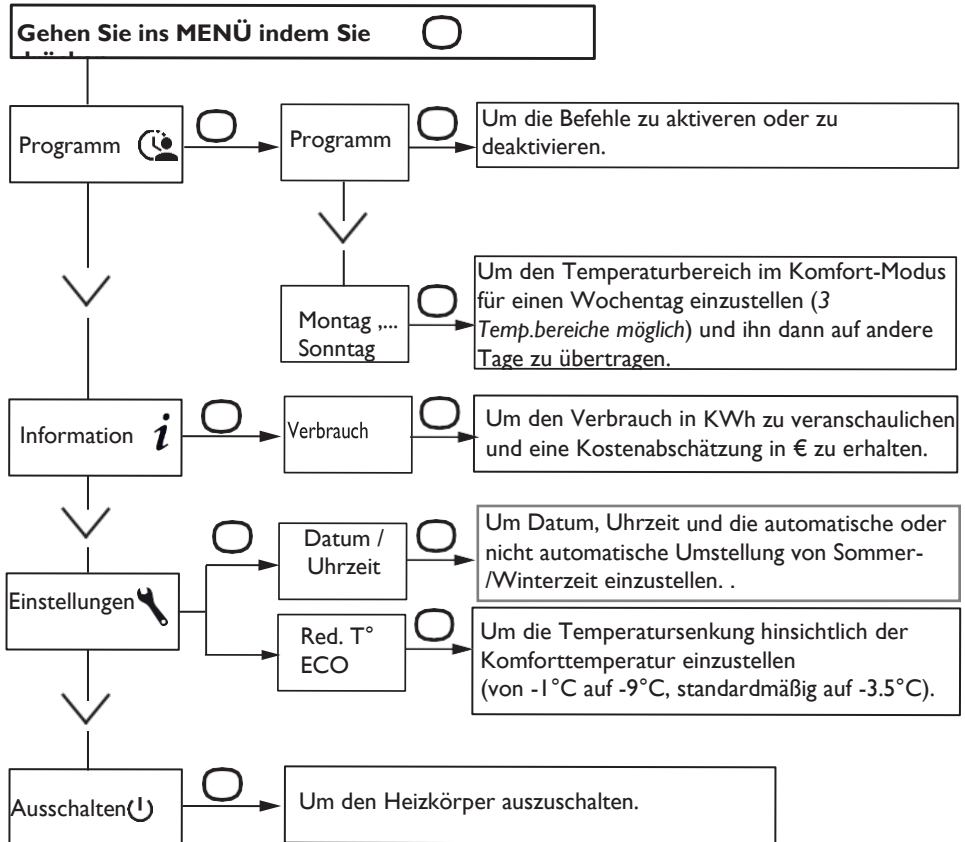 Gehen Sie ins MENÜ indem Sie
Programm
Programm
Um die Befehle zu aktiveren oder zu
deaktivieren.
Montag ,...
Sonntag
Um den Temperaturbereich im Komfort-Modus
für einen Wochentag einzustellen (3
Temp.bereiche möglich) und ihn dann auf andere
Tage zu übertragen.
Information i
Verbrauch
Um den Verbrauch in KWh zu veranschaulichen
und eine Kostenabschätzung in € zu erhalten.
Einstellungen
Datum /
Uhrzeit
Um Datum, Uhrzeit und die automatische oder
nicht automatische Umstellung von Sommer-
/Winterzeit einzustellen. .
Red. T°
ECO
Um die Temperatursenkung hinsichtlich der
Komforttemperatur einzustellen
(von -1°C auf -9°C, standardmäßig auf -3.5°C).
Ausschalten
Um den Heizkörper auszuschalten.